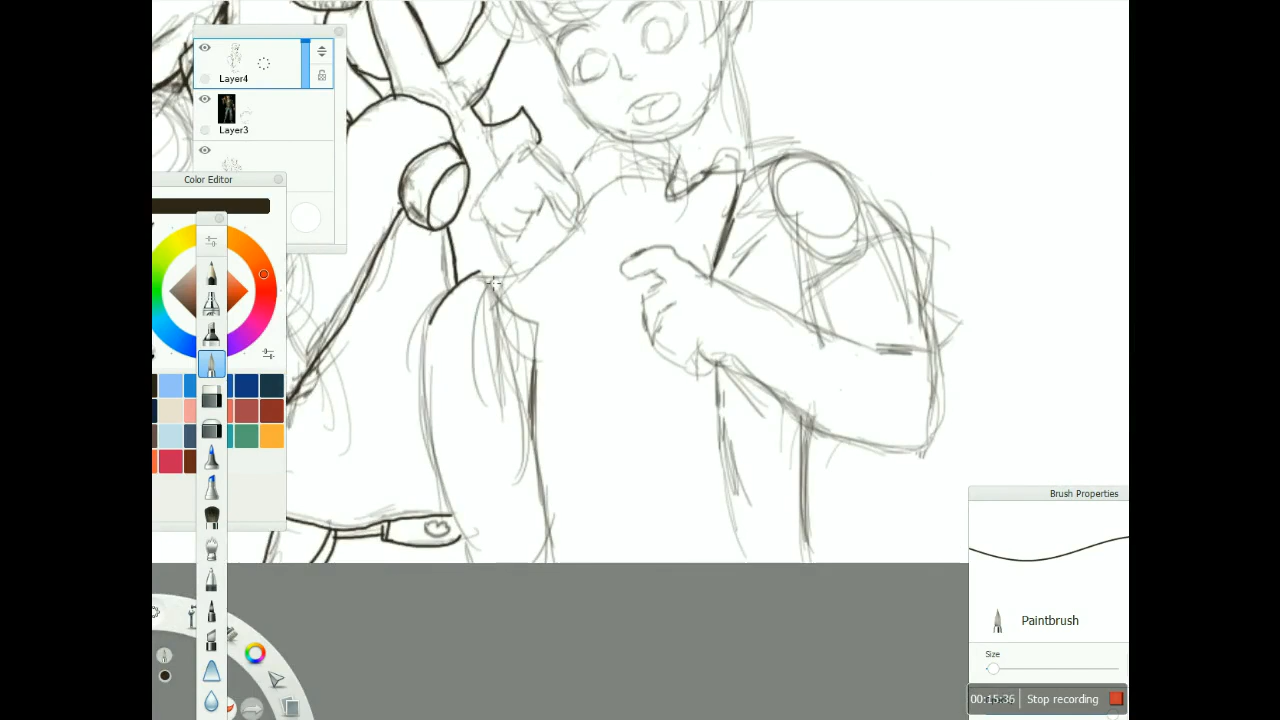 Layer4
Layer3
Color Editor
Brush Properties
Paintbrush
Size
00:15:36 Stop recording